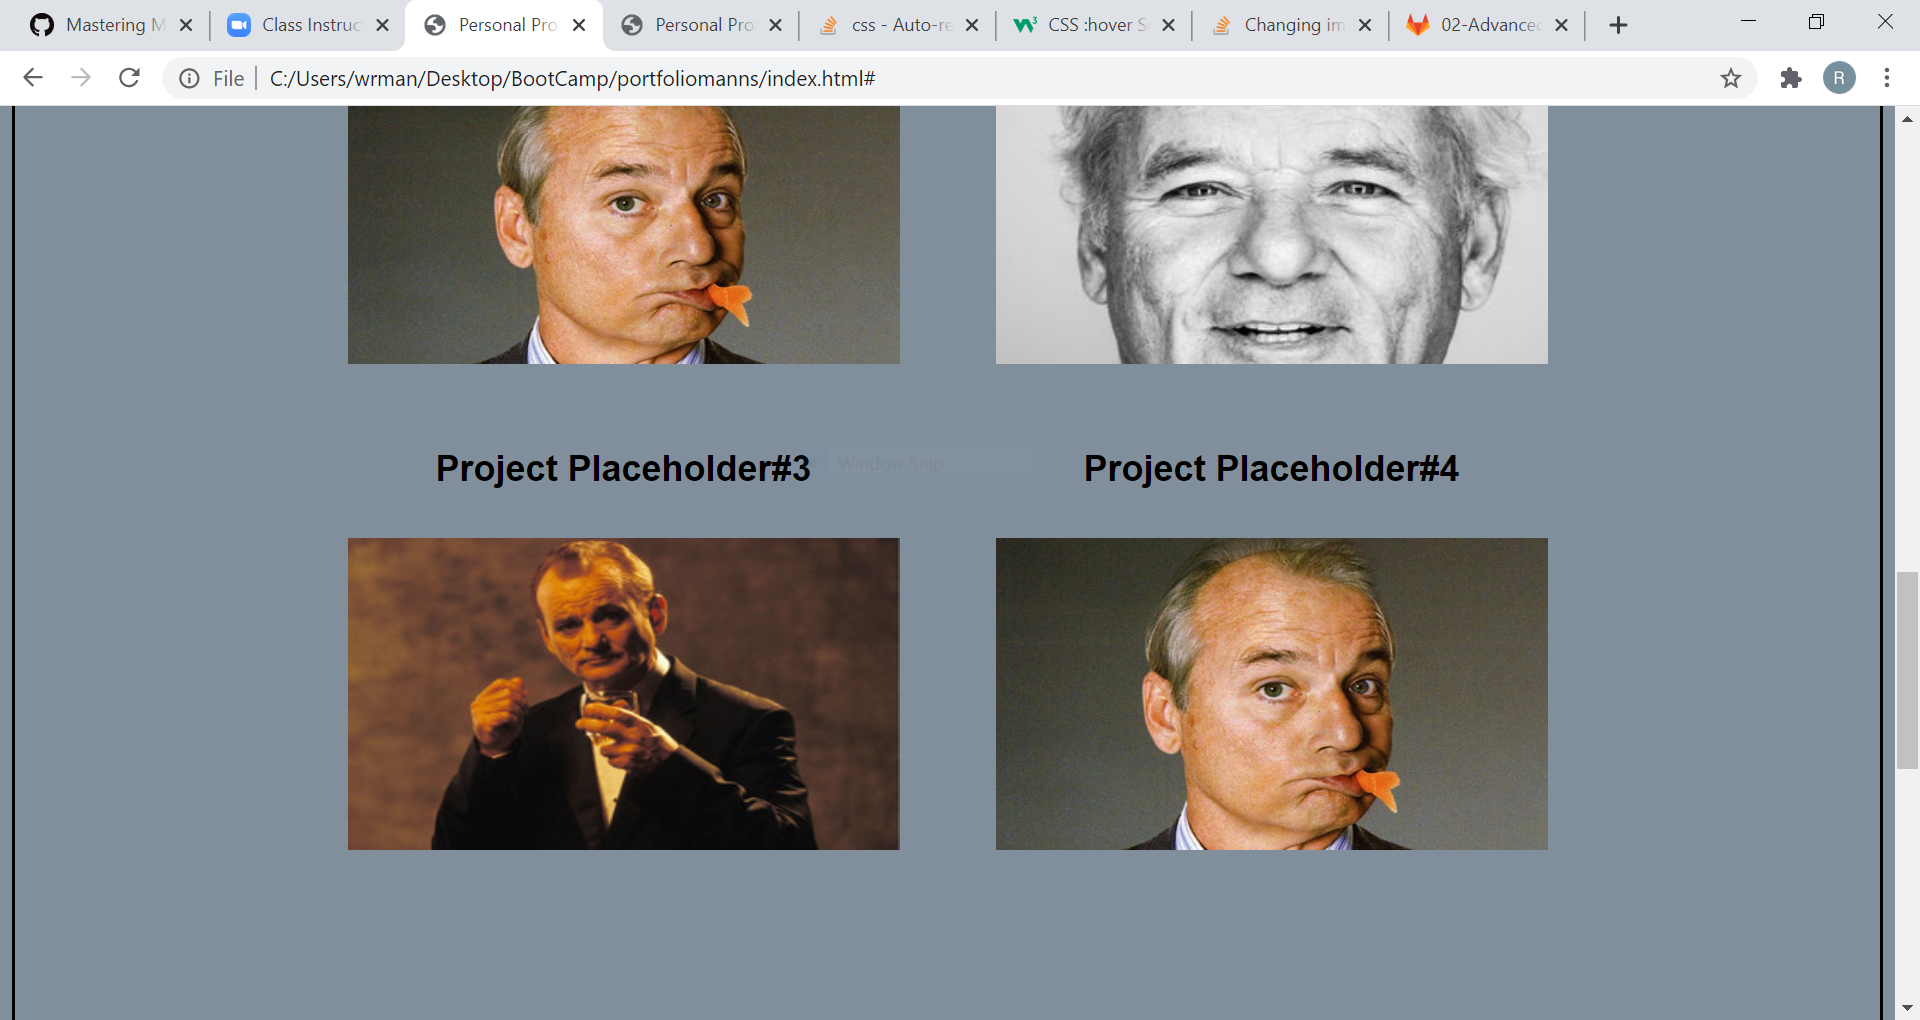 Mastering M
Class Instruc
Personal Pro
Personal Pro
css - Auto-re
CSS :hover S
Changing im
02-Advanced
File
C:/Users/wrman/Desktop/BootCamp/portfoliomanns/index.html#
R
Project Placeholder#3
Window Snip
Project Placeholder#4